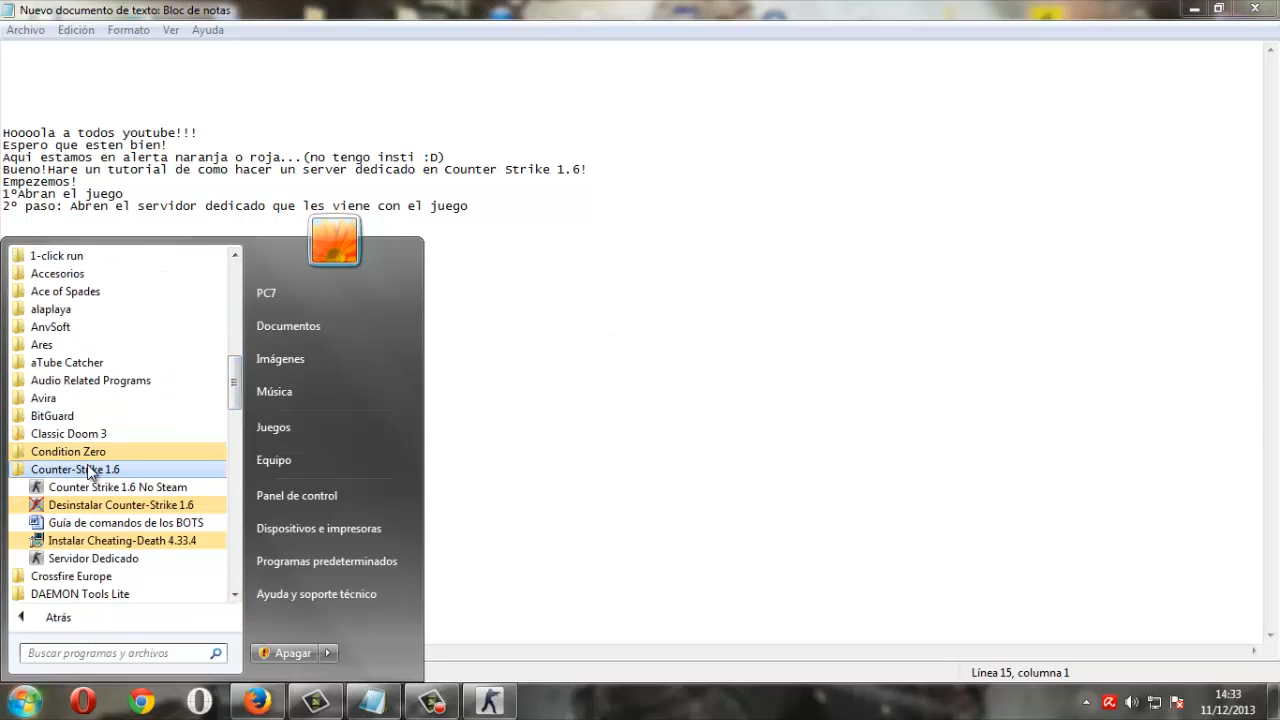 Nuevo documento de texto: Bloc de notas
Archivo Edición Formato Ver Ayuda
Hoooola a todos youtube!!!
Espero que esten bien!
Aqui estamos en alerta naranja o roja...(no tengo insti :D)
Bueno!Hare un tutorial de como hacer un server dedicado en Counter Strike 1.6!
Empezemos!
1ºAbran el juego
2º paso: Abren el servidor dedicado que les viene con el juego
1-click run
Accesorios
Ace of Spades
alaplaya
AnvSoft
Ares
aTube Catcher
Audio Related Programs
Avira
BitGuard
Classic Doom 3
Condition Zero
Counter-Strike 1.6
Counter Strike 1.6 No Steam
Desinstalar Counter-Strike 1.6
Guía de comandos de los BOTS
Instalar Cheating-Death 4.33.4
Servidor Dedicado
Crossfire Europe
DAEMON Tools Lite
Atrás
Buscar programas y archivos
PC7
Documentos
Imágenes
Música
Juegos
Equipo
Panel de control
Dispositivos e impresoras
Programas predeterminados
Ayuda y soporte técnico
Apagar
Línea 15, columna 1
14:33
11/12/2013